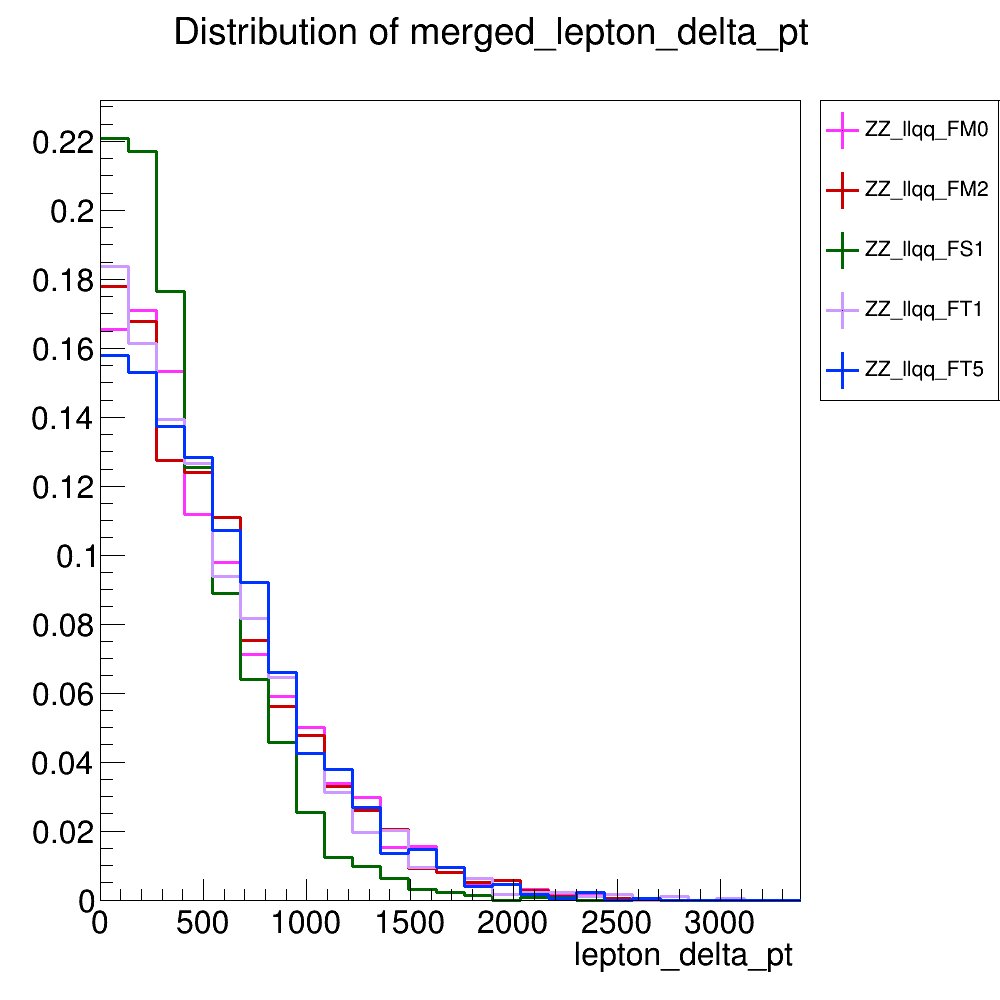 Distribution of merged_lepton_delta_pt
ZZ_llqq_FM0
ZZ_llqq_FM2
ZZ_llqq_FS1
ZZ_llqq_FT1
ZZ_llqq_FT5
0.22
0.2
0.18
0.16
0.14
0.12
0.1
0.08
0.06
0.04
0.02
0
0 500 1000 1500 2000 2500 3000
lepton_delta_pt